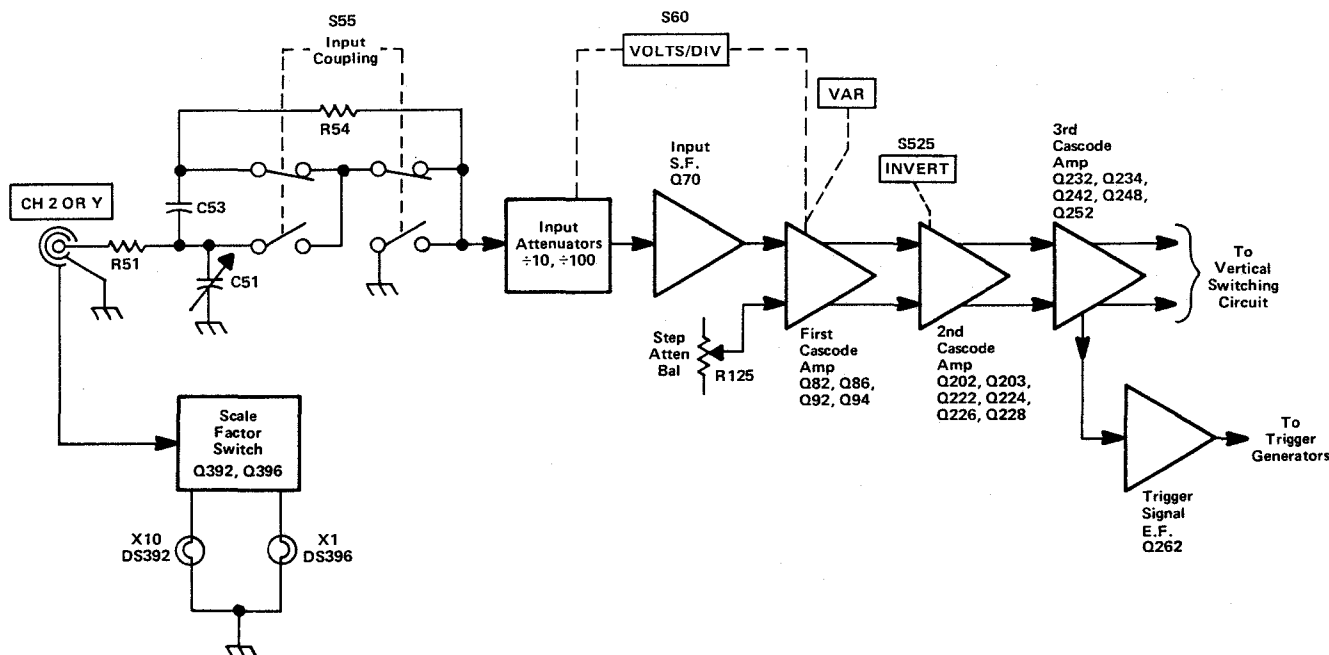 S55
Input
Coupling
S60
VOLTS/DIV
VAR
R54
S525
INVERT
3rd
Cascode
Amp
Q232, Q234,
Q242, Q248,
Q252
Input
S.F.
Q70
CH 2 OR Y
C53
R51
C51
Input
Attenuators
÷10, ÷100
To
Vertical
Switching
Circuit
Step
Atten
Bal
R125
First
Cascode
Amp
Q82, Q86,
Q92, Q94
2nd
Cascode
Amp
Q202, Q203,
Q222, Q224,
Q226, Q228
Scale
Factor
Switch
Q392, Q396
To
Trigger
Generators
Trigger
Signal
E.F.
Q262
X10
DS392
X1
DS396